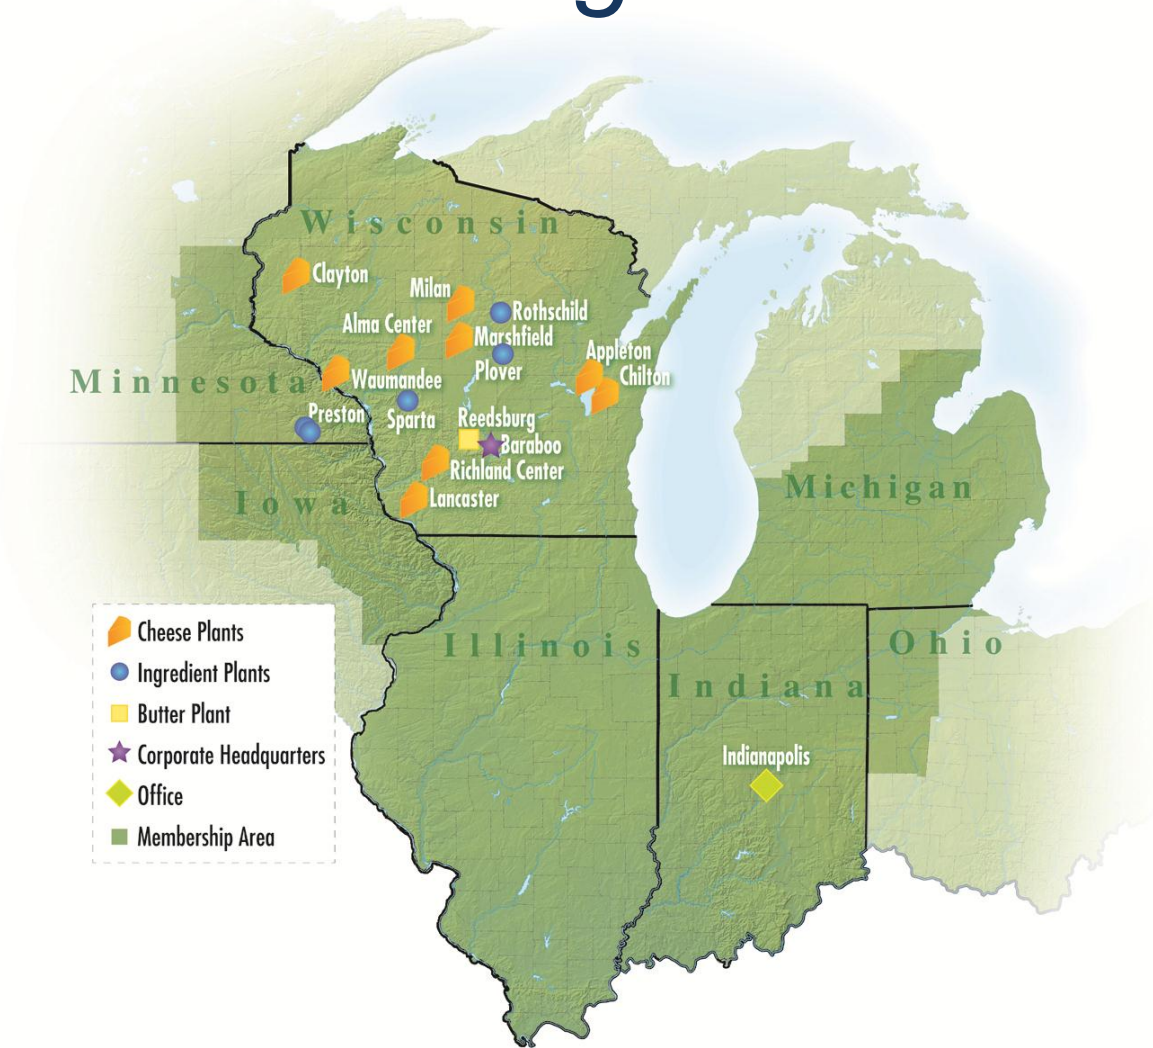 Wisconsin
Clayton
Milan
Rothschild
Alma Center
Marshfield
Appleton
Plover
Chilton
Minnesota
Waumandee
Preston
Sparta
Reedsburg
Baraboo
Richland Center
Lancaster
Iowa
Michigan
Cheese Plants
Ingredient Plants
Butter Plant
Corporate Headquarters
Office
Membership Area
Illinois
Ohio
Indiana
Indianapolis